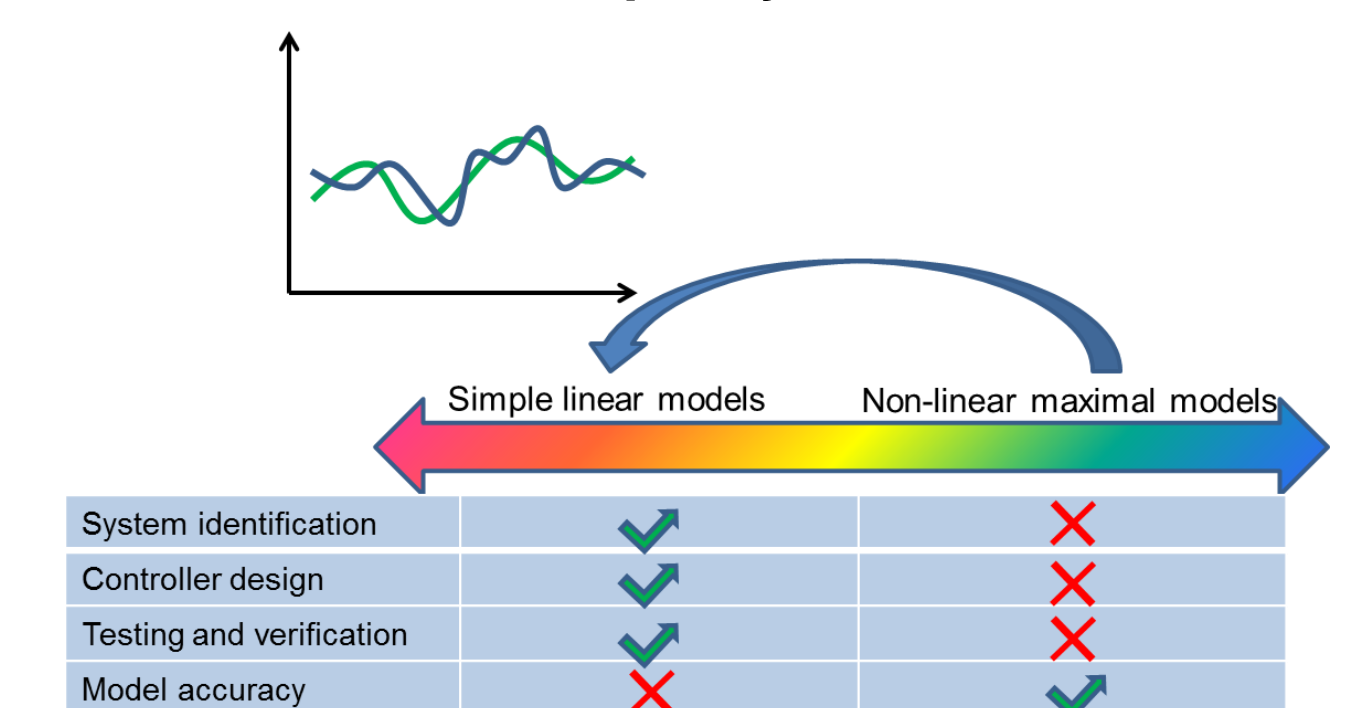 Simple linear models
Non-linear maximal models
System identification
Controller design
Testing and verification
Model accuracy